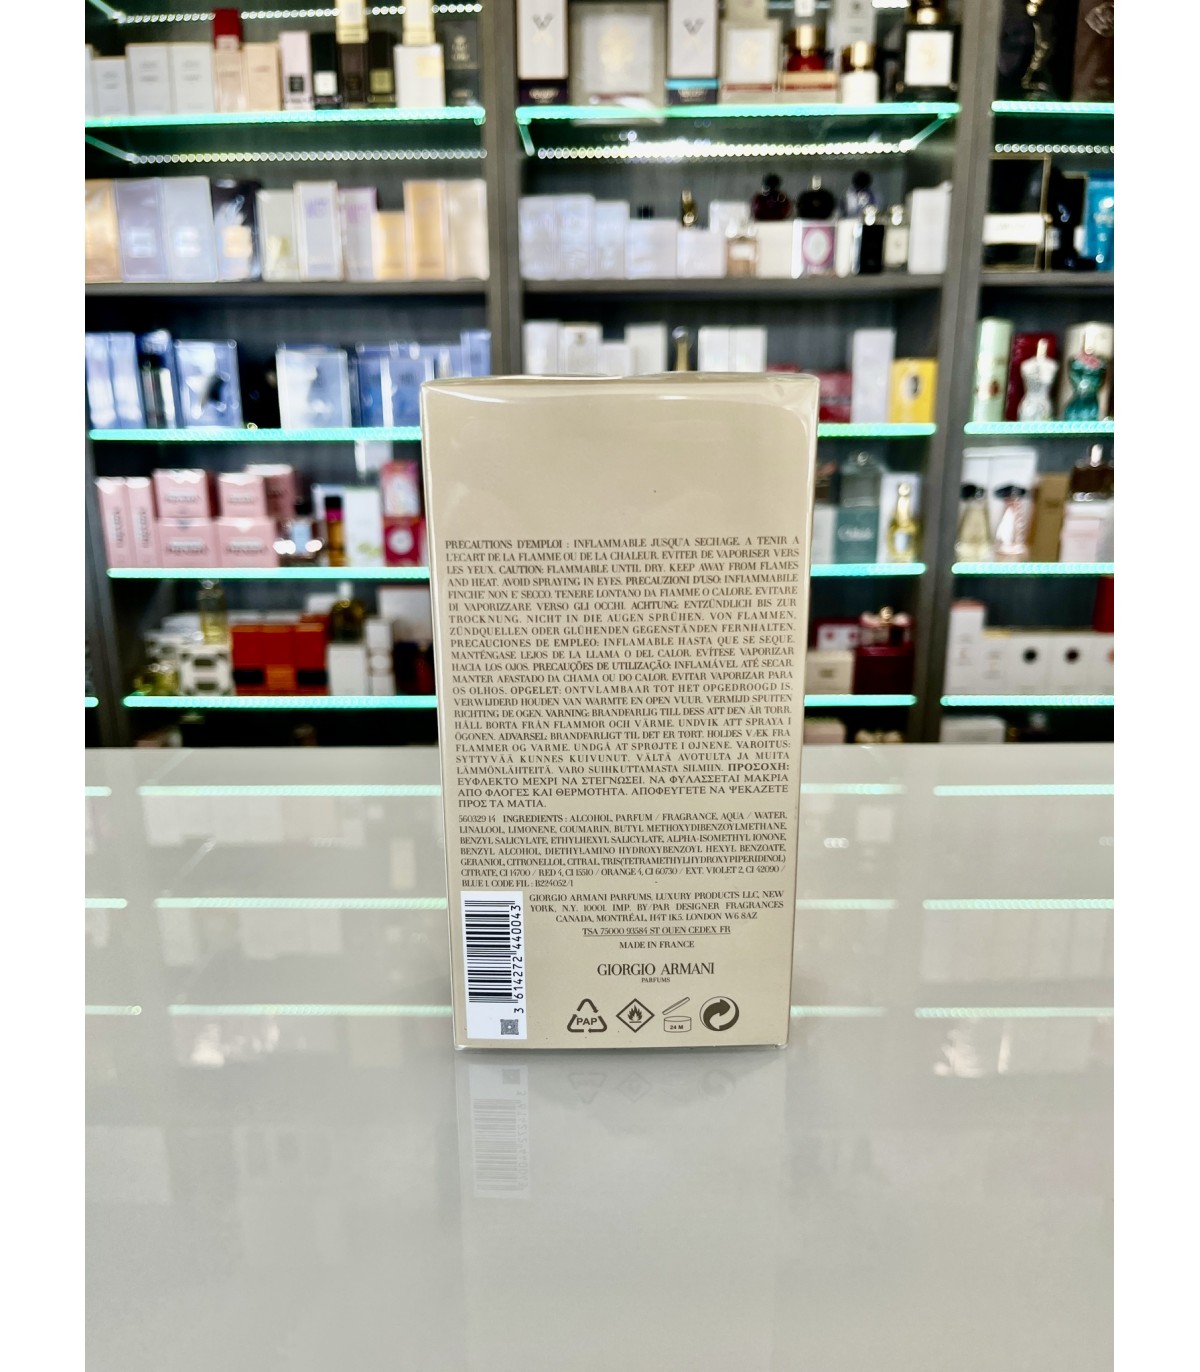 PRECAUTIONS D'EMPLOI : INFLAMMABLE JUSQU'A SECHAGE. A TENIR A
L'ECART DE LA FLAMME OU DE LA CHALEUR. EVITER DE VAPORISER VERS
LES YEUX. CAUTION: FLAMMABLE UNTIL DRY. KEEP AWAY FROM FLAMES
AND HEAT. AVOID SPRAYING IN EYES. PRECAUZIONI D'USO: INFIAMMABILE
FINCHE' NON E' SECCO. TENERE LONTANO DA FIAMME O CALORE. EVITARE
DI VAPORIZZARE VERSO GLI OCCHI. ACHTUNG: ENTZÜNDLICH BIS ZUR
TROCKNUNG. NICHT IN DIE AUGEN SPRÜHEN. VON FLAMMEN,
ZÜNDQUELLEN ODER GLÜHENDEN GEGENSTÄNDEN FERNHALTEN.
PRECAUCIONES DE EMPLEO: INFLAMABLE HASTA QUE SE SEQUE.
MANTÉNGASE LEJOS DE LA LLAMA O DEL CALOR. EVÍTESE VAPORIZAR
HACIA LOS OJOS. PRECAUÇÕES DE UTILIZAÇÃO: INFLAMÁVEL ATÉ SECAR.
MANTER AFASTADO DA CHAMA OU DO CALOR. EVITAR VAPORIZAR PARA
OS OLHOS. OPGELET: ONTVLAMBAAR TOT HET OPGEDROOGD IS.
VERWIJDERD HOUDEN VAN WARMTE EN OPEN VUUR. VERMIJD SPUITEN
RICHTING DE OGEN. VARNING: BRANDFARLIG TILL DESS ATT DEN ÄR TORR.
HÅLL BORTA FRÅN FLAMMOR OCH VÄRME. UNDVIK ATT SPRAYA I
ÖGONEN. ADVARSEL: BRANDFARLIGT TIL DET ER TØRT. HOLDES VÆK FRA
FLAMMER OG VARME. UNDGÅ AT SPRØJTE I ØJNENE. VAROITUS:
SYTTYVÄÄ KUNNES KUIVUNUT. VÄLTÄ AVOTULTA JA MUITA
LÄMMÖNLÄHTEITÄ. VARO SUIHKUTTAMASTA SILMIIN. ΠΡΟΣΟΧΗ:
ΕΥΦΛΕΚΤΟ ΜΕΧΡΙ ΝΑ ΣΤΕΓΝΩΣΕΙ. ΝΑ ΦΥΛΑΣΣΕΤΑΙ ΜΑΚΡΙΑ
ΑΠΟ ΦΛΟΓΕΣ ΚΑΙ ΘΕΡΜΟΤΗΤΑ. ΑΠΟΦΕΥΓΕΤΕ ΝΑ ΨΕΚΑΖΕΤΕ
ΠΡΟΣ ΤΑ ΜΑΤΙΑ.
560329 14 INGREDIENTS : ALCOHOL, PARFUM / FRAGRANCE, AQUA / WATER,
LINALOOL, LIMONENE, COUMARIN, BUTYL METHOXYDIBENZOYLMETHANE,
BENZYL SALICYLATE, ETHYLHEXYL SALICYLATE, ALPHA-ISOMETHYL IONONE,
BENZYL ALCOHOL, DIETHYLAMINO HYDROXYBENZOYL HEXYL BENZOATE,
GERANIOL, CITRONELLOL, CITRAL, TRIS(TETRAMETHYLHYDROXYPIPERIDINOL)
CITRATE, CI 14700 / RED 4, CI 15510 / ORANGE 4, CI 60730 / EXT. VIOLET 2, CI 42090 /
BLUE 1. CODE FIL : B224052/1
GIORGIO ARMANI PARFUMS, LUXURY PRODUCTS LLC, NEW
YORK, N.Y. 10001. IMP. BY/PAR DESIGNER FRAGRANCES
CANADA, MONTRÉAL, H4T 1K5. LONDON W6 8AZ
TSA 75000 93584 ST OUEN CEDEX FR
MADE IN FRANCE
GIORGIO ARMANI
PARFUMS
3 614272 440043
PAP
24 M